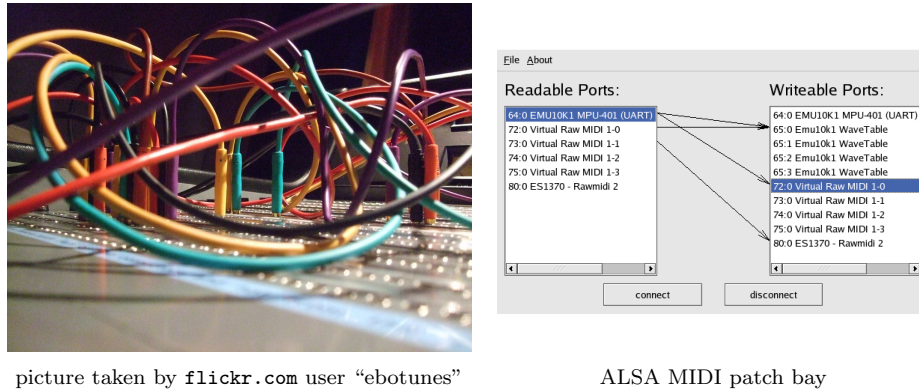 File About
Readable Ports:
64:0 EMU10K1 MPU-401 (UART)
72:0 Virtual Raw MIDI 1-0
73:0 Virtual Raw MIDI 1-1
74:0 Virtual Raw MIDI 1-2
75:0 Virtual Raw MIDI 1-3
80:0 ES1370 - Rawmidi 2
Writeable Ports:
64:0 EMU10K1 MPU-401 (UART)
65:0 Emu10k1 WaveTable
65:1 Emu10k1 WaveTable
65:2 Emu10k1 WaveTable
65:3 Emu10k1 WaveTable
72:0 Virtual Raw MIDI 1-0
73:0 Virtual Raw MIDI 1-1
74:0 Virtual Raw MIDI 1-2
75:0 Virtual Raw MIDI 1-3
80:0 ES1370 - Rawmidi 2
connect
disconnect
picture taken by flickr.com user “ebotunes”
ALSA MIDI patch bay